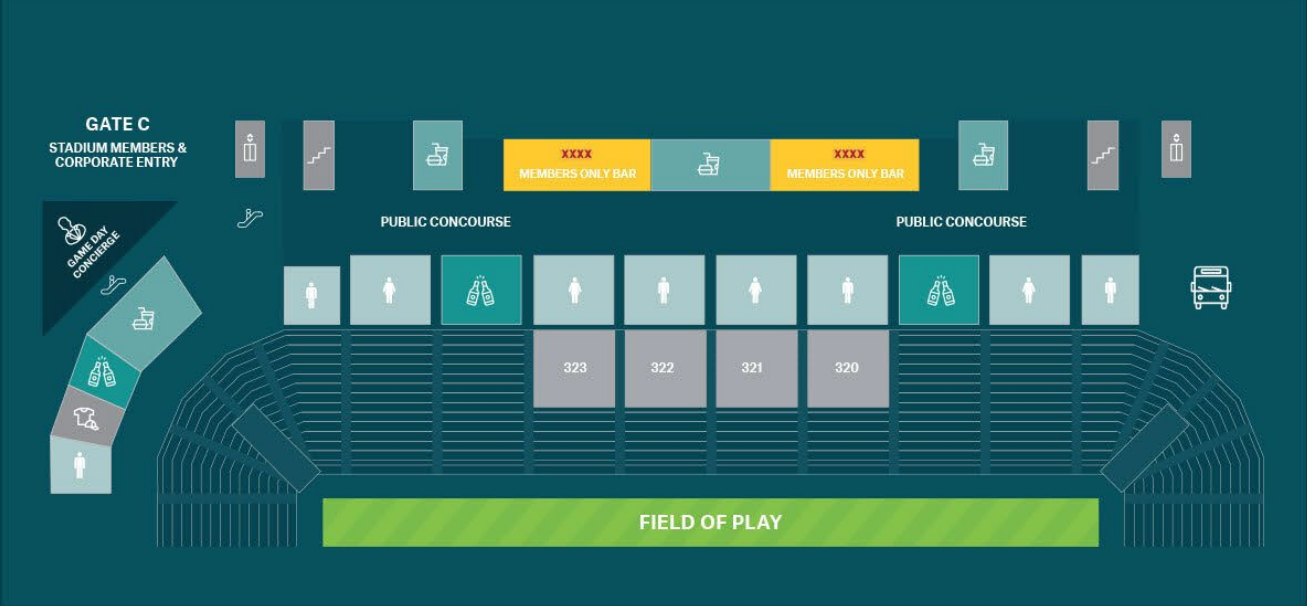 GATE C
STADIUM MEMBERS &
CORPORATE ENTRY
GAME DAY
CONCIERGE
XXXX
MEMBERS ONLY BAR
XXXX
MEMBERS ONLY BAR
PUBLIC CONCOURSE
PUBLIC CONCOURSE
323
322
321
320
FIELD OF PLAY